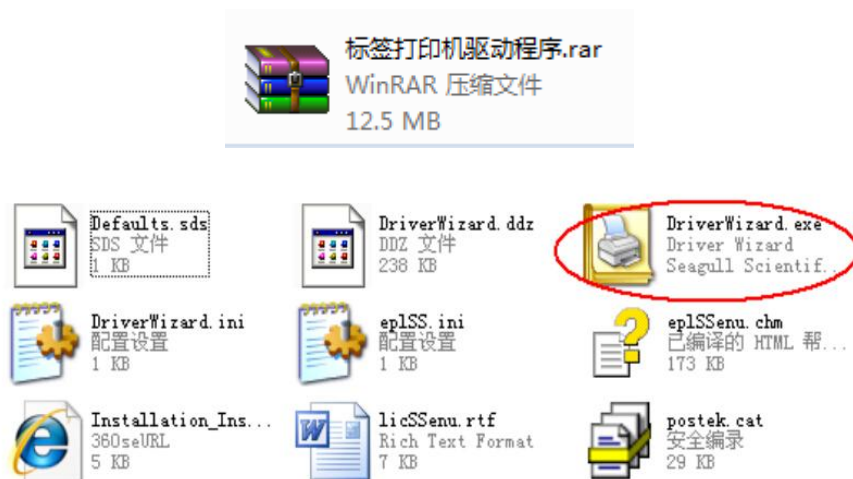 标签打印机驱动程序.rar
WinRAR 压缩文件
12.5 MB
Defaults.sds
SDS 文件
1 KB
DriverWizard.ddz
DDZ 文件
238 KB
DriverWizard.exe
Driver Wizard
Seagull Scientif...
DriverWizard.ini
配置设置
1 KB
eplSS.ini
配置设置
1 KB
eplSSenu.chm
已编译的 HTML 帮...
173 KB
Installation_Ins...
360seURL
5 KB
licSSenu.rtf
Rich Text Format
7 KB
postek.cat
安全编录
29 KB